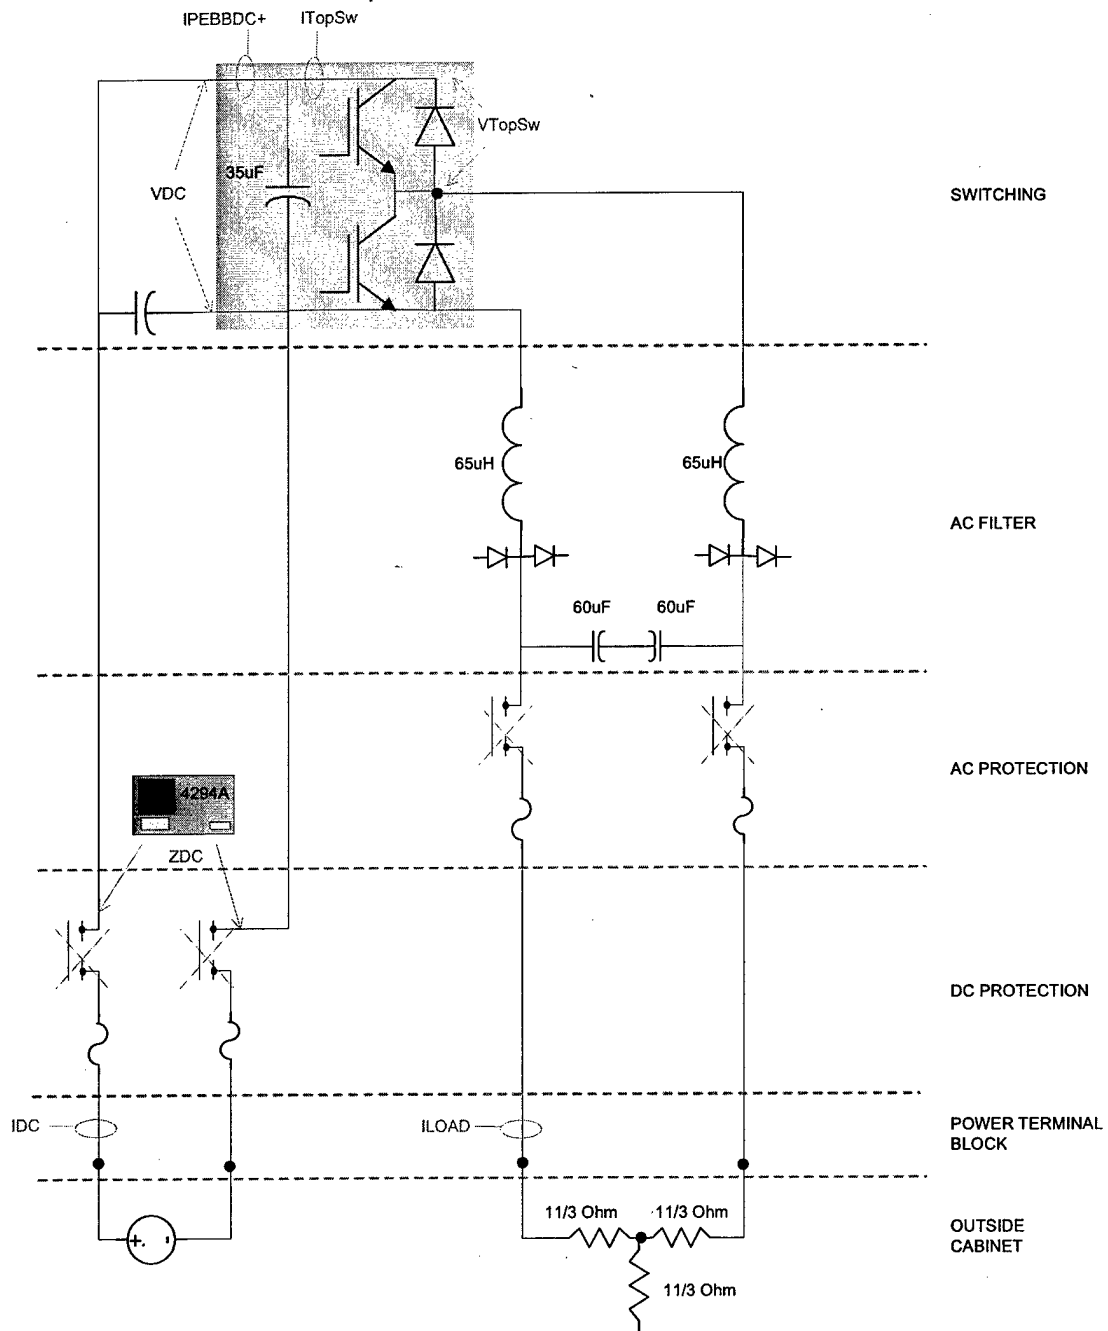 IPEBBDC+
ITopSw
VTopSw
35uF
VDC
SWITCHING
65uH
65uH
AC FILTER
60uF
60uF
AC PROTECTION
4294A
ZDC
DC PROTECTION
IDC
ILOAD
POWER TERMINAL
BLOCK
11/3 Ohm
11/3 Ohm
OUTSIDE
CABINET
11/3 Ohm